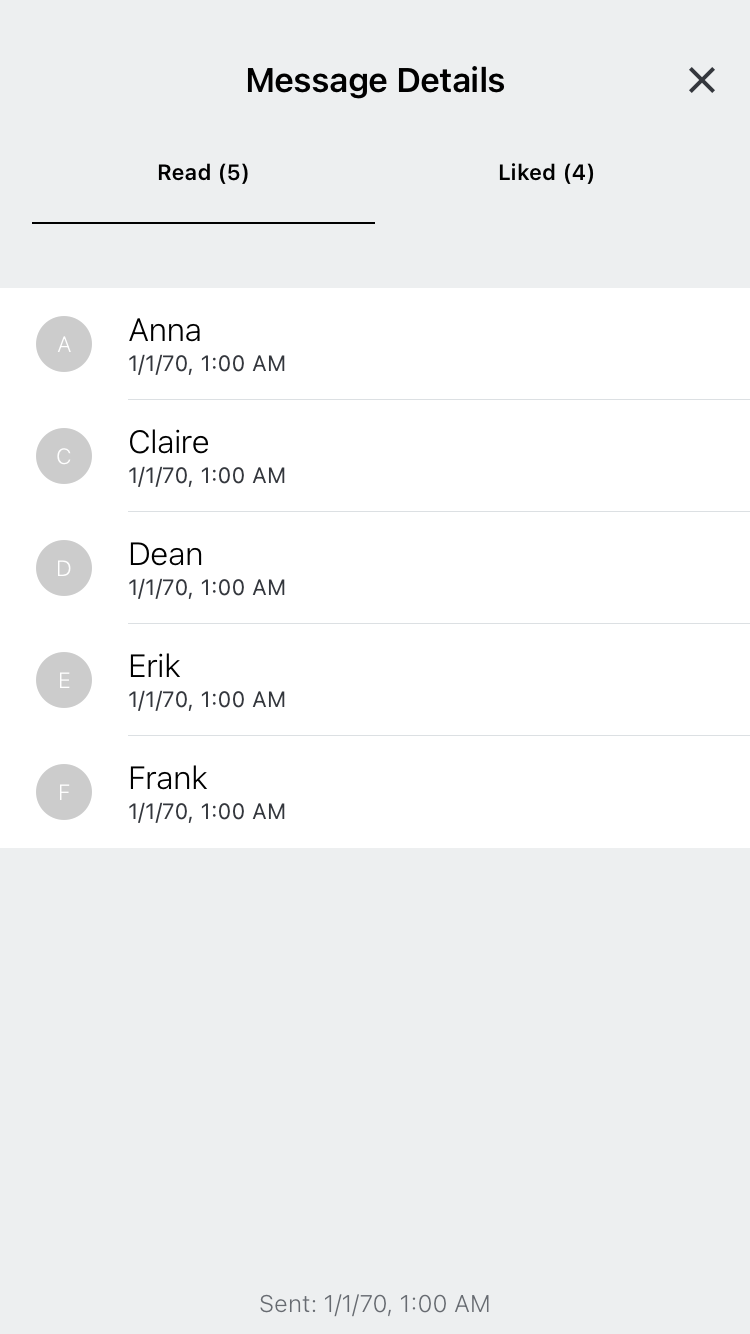 Message Details
Read (5)
Liked (4)
A
Anna
1/1/70, 1:00 AM
C
Claire
1/1/70, 1:00 AM
D
Dean
1/1/70, 1:00 AM
E
Erik
1/1/70, 1:00 AM
F
Frank
1/1/70, 1:00 AM
Sent: 1/1/70, 1:00 AM